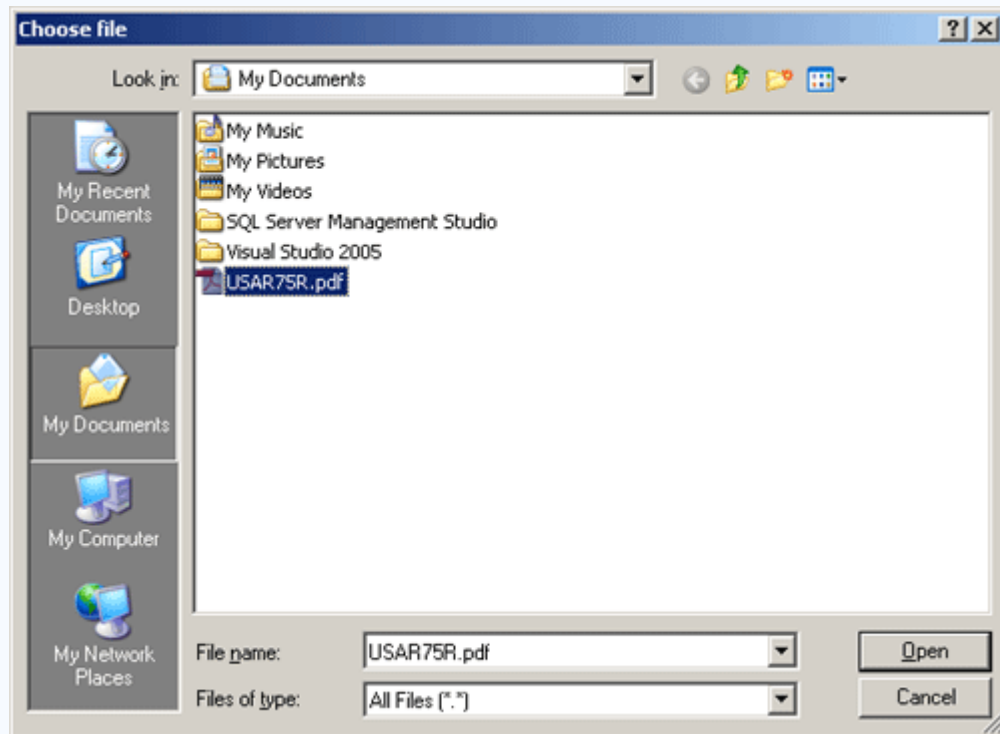 Choose file
Look in: My Documents
My Recent
Documents
Desktop
My Documents
My Computer
My Network
Places
My Music
My Pictures
My Videos
SQL Server Management Studio
Visual Studio 2005
USAR75R.pdf
File name: USAR75R.pdf Open
Files of type: All Files (*.*) Cancel